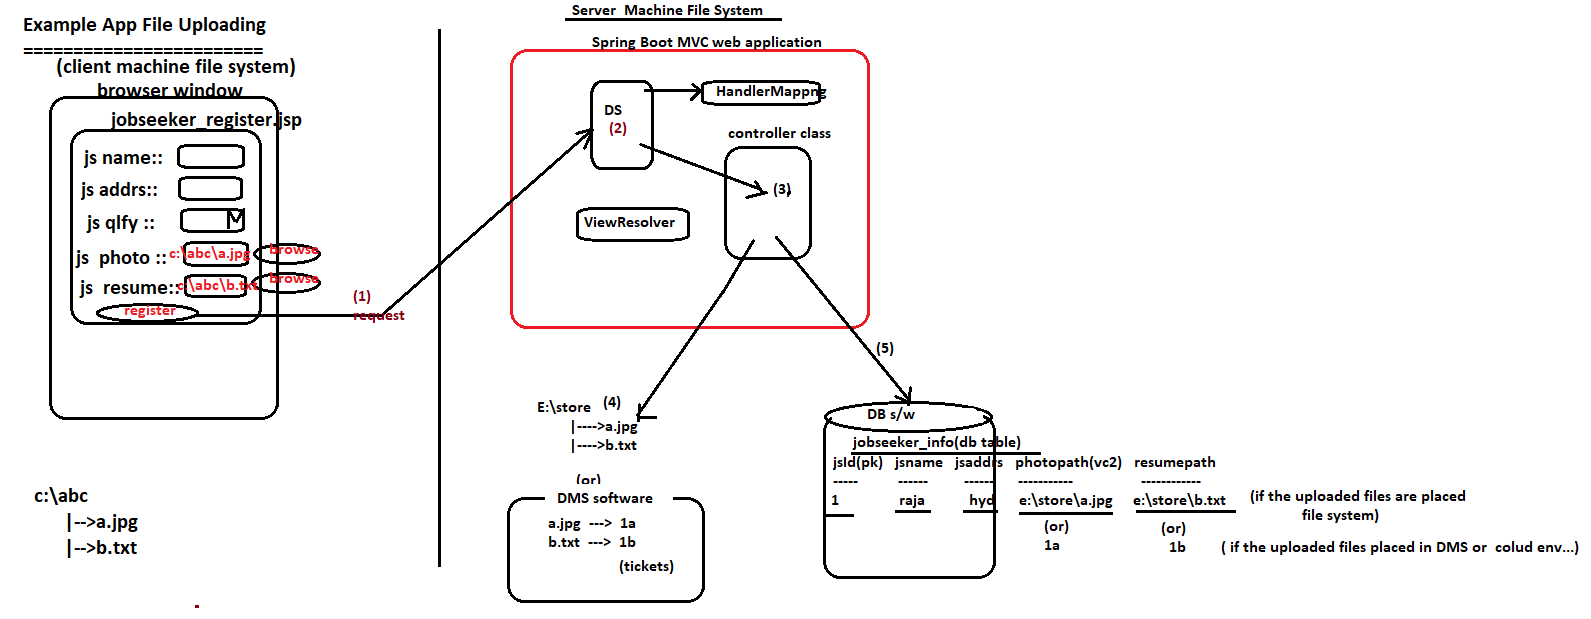 Example App File Uploading
========================
(client machine file system)
browser window
jobseeker_register.jsp
js name::
js addrs::
js qlfy ::
js photo :: c:\abc\a.jpg browse
js resume:: c:\abc\b.txt browse
register
(1)
request
c:\abc
|-->a.jpg
|-->b.txt
Server Machine File System
Spring Boot MVC web application
DS
(2)
HandlerMappng
controller class
(3)
ViewResolver
(4)
E:\store
|---->a.jpg
|---->b.txt
(or)
DMS software
a.jpg ---> 1a
b.txt ---> 1b
(tickets)
(5)
DB s/w
jobseeker_info(db table)
jsId(pk) jsname jsaddrs photopath(vc2) resumepath
----- ------ ------ ----------- ------------
1 raja hyd e:\store\a.jpg e:\store\b.txt (if the uploaded files are placed
file system)
(or) (or)
1a 1b ( if the uploaded files placed in DMS or colud env...)